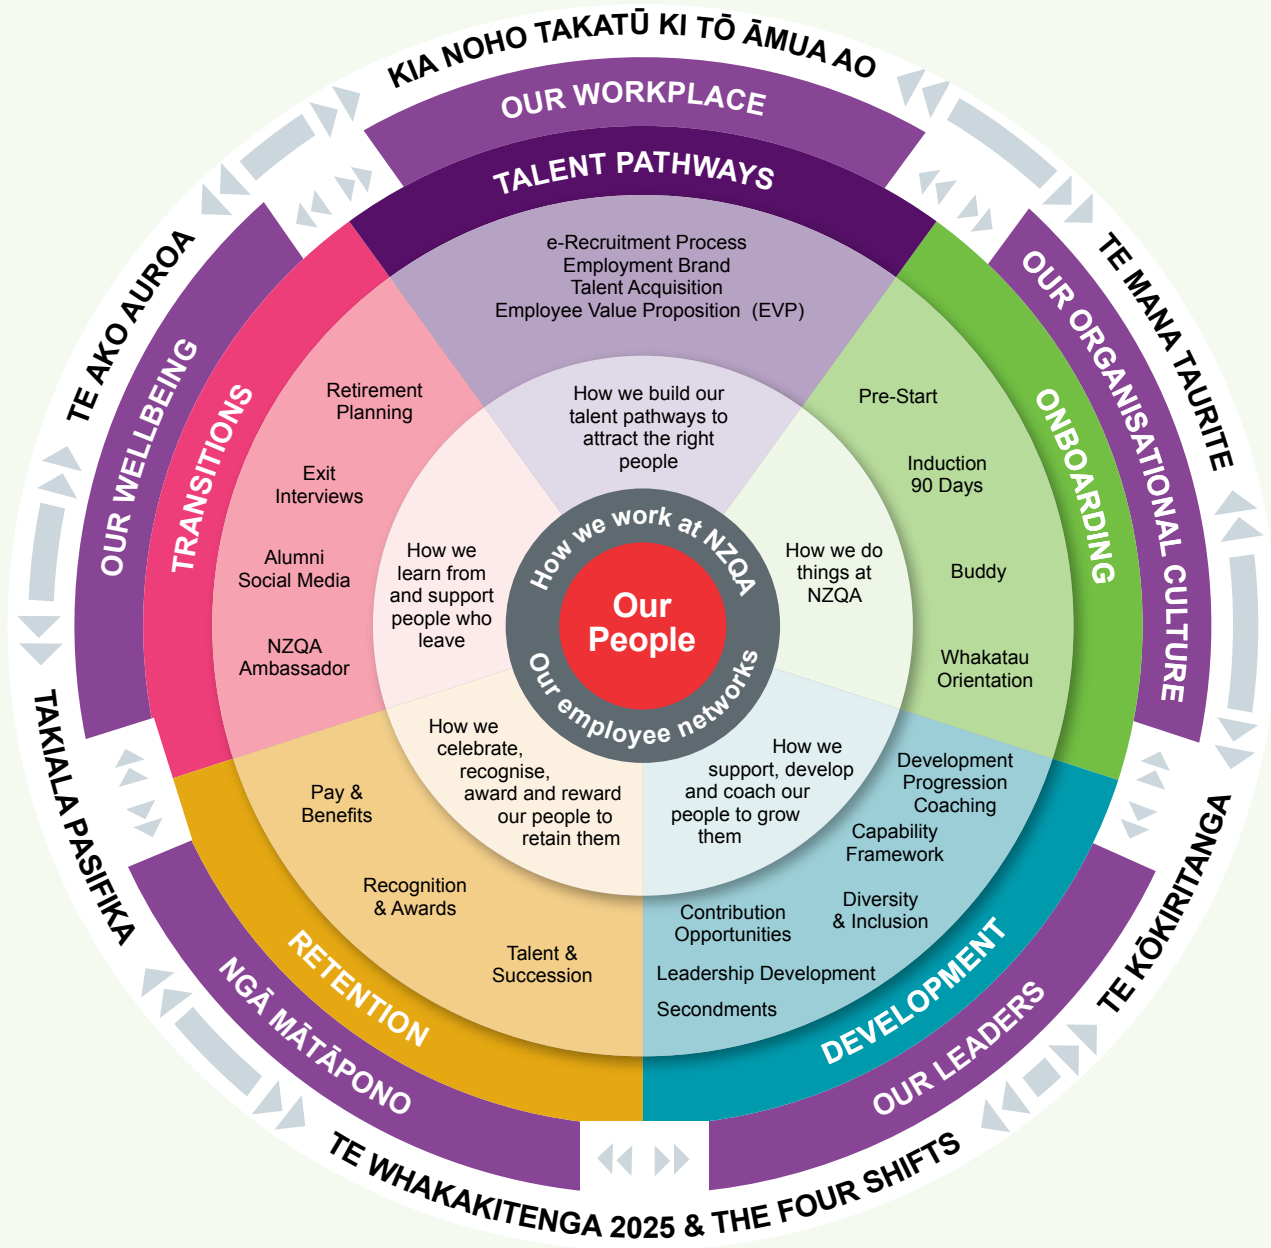 KIA NOHO TAKATŪ KI TŌ ĀMUA AO
TE MANA TAURITE
TE KŌKIRITANGA
TE WHAKAKITENGA 2025 & THE FOUR SHIFTS
TAKIALA PASIFIKA
TE AKO AUROA
OUR WORKPLACE
OUR ORGANISATIONAL CULTURE
OUR LEADERS
NGĀ MĀTĀPONO
OUR WELLBEING
TALENT PATHWAYS
e-Recruitment Process
Employment Brand
Talent Acquisition
Employee Value Proposition (EVP)
How we build our
talent pathways to
attract the right
people
ONBOARDING
Pre-Start
Induction
90 Days
Buddy
Whakatau
Orientation
How we do
things at
NZQA
DEVELOPMENT
Development
Progression
Coaching
Capability
Framework
Diversity
& Inclusion
Contribution
Opportunities
Leadership Development
Secondments
How we
support, develop
and coach our
people to grow
them
RETENTION
Pay &
Benefits
Recognition
& Awards
Talent &
Succession
How we
celebrate,
recognise,
award and reward
our people to
retain them
TRANSITIONS
Retirement
Planning
Exit
Interviews
Alumni
Social Media
NZQA
Ambassador
How we
learn from
and support
people who
leave
How we work at NZQA
Our employee networks
Our
People